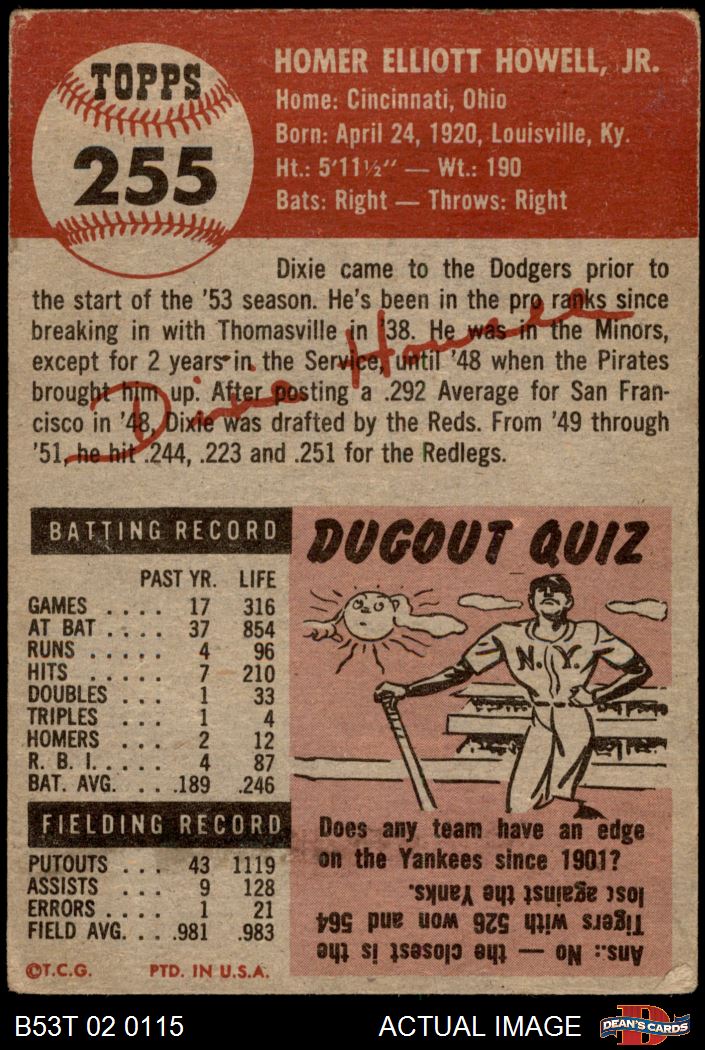 TOPPS
255
HOMER ELLIOTT HOWELL, JR.
Home: Cincinnati, Ohio
Born: April 24, 1920, Louisville, Ky.
Ht.: 5'11½" — Wt.: 190
Bats: Right — Throws: Right
Dixie came to the Dodgers prior to
the start of the '53 season. He's been in the pro ranks since
breaking in with Thomasville in '38. He was in the Minors,
except for 2 years in the Service, until '48 when the Pirates
brought him up. After posting a .292 Average for San Fran-
cisco in '48, Dixie was drafted by the Reds. From '49 through
'51, he hit .244, .223 and .251 for the Redlegs.
Dixie Howell
BATTING RECORD
PAST YR. LIFE
GAMES . . . . 17 316
AT BAT . . . . 37 854
RUNS . . . . . 4 96
HITS . . . . . 7 210
DOUBLES . . . 1 33
TRIPLES . . . 1 4
HOMERS . . . 2 12
R. B. I. . . . . 4 87
BAT. AVG. . . .189 .246
FIELDING RECORD
PUTOUTS . . . 43 1119
ASSISTS . . . 9 128
ERRORS . . . . 1 21
FIELD AVG. . . .981 .983
©T.C.G. PTD. IN U.S.A.
DUGOUT QUIZ
N.Y.
Does any team have an edge
on the Yankees since 1901?
Ans.: No — the closest is the
Tigers with 526 won and 564
lost against the Yanks.
B53T 02 0115
ACTUAL IMAGE
D
DEAN'S CARDS